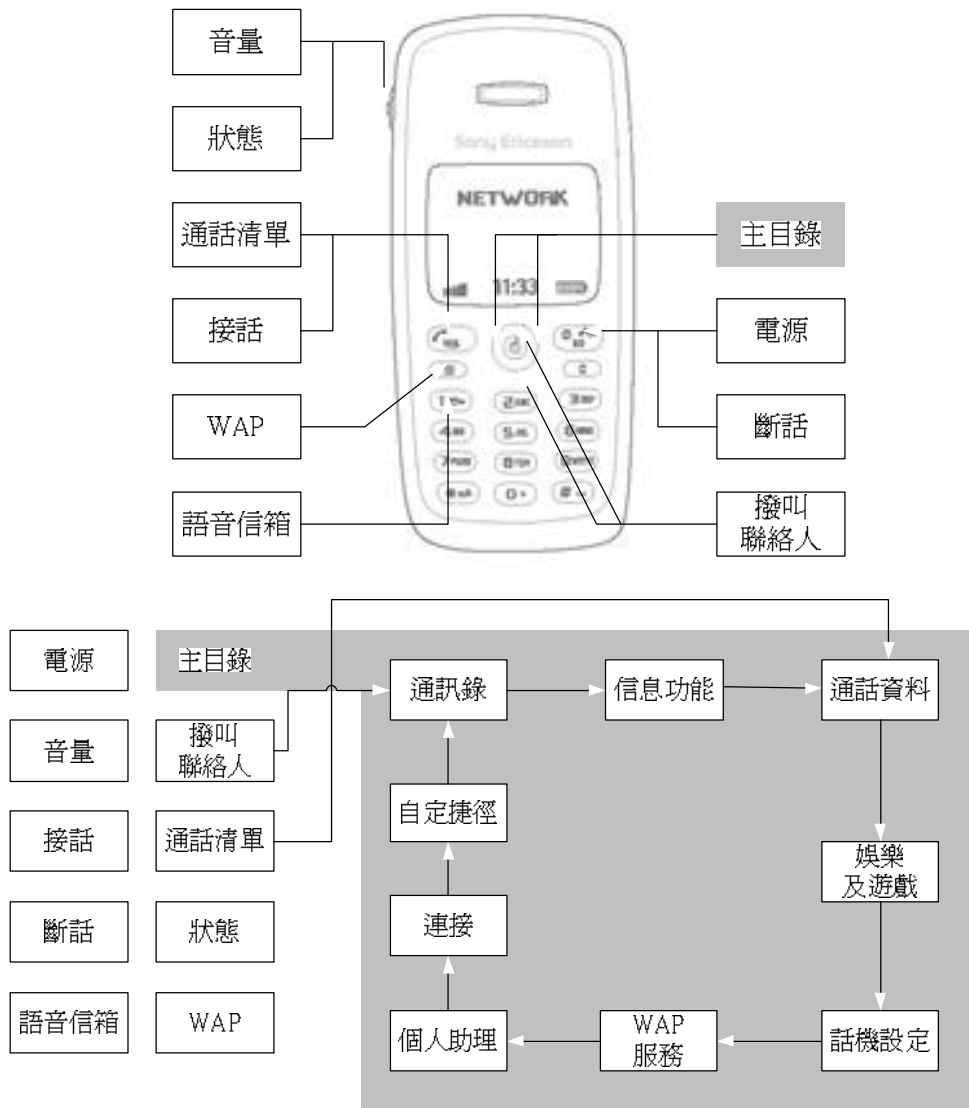 音量
狀態
Sony Ericsson
NETWORK
通話清單
主目錄
11:33
接話
電源
WAP
斷話
語音信箱
撥叫
聯絡人
電源
主目錄
通訊錄
信息功能
通話資料
音量
撥叫
聯絡人
自定捷徑
接話
通話清單
娛樂
及遊戲
斷話
狀態
連接
語音信箱
WAP
個人助理
WAP
服務
話機設定